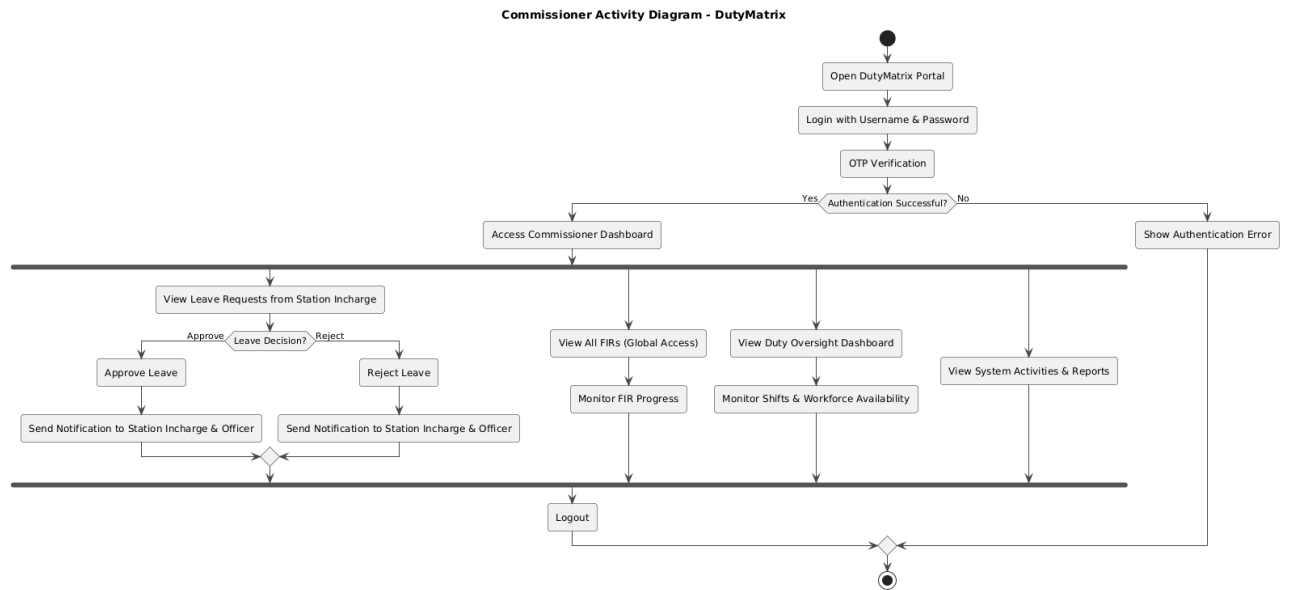 Commissioner Activity Diagram - DutyMatrix
Open DutyMatrix Portal
Login with Username & Password
OTP Verification
Yes
Authentication Successful?
No
Access Commissioner Dashboard
Show Authentication Error
View Leave Requests from Station Incharge
Approve
Leave Decision?
Reject
Approve Leave
Reject Leave
Send Notification to Station Incharge & Officer
Send Notification to Station Incharge & Officer
View All FIRs (Global Access)
Monitor FIR Progress
View Duty Oversight Dashboard
Monitor Shifts & Workforce Availability
View System Activities & Reports
Logout